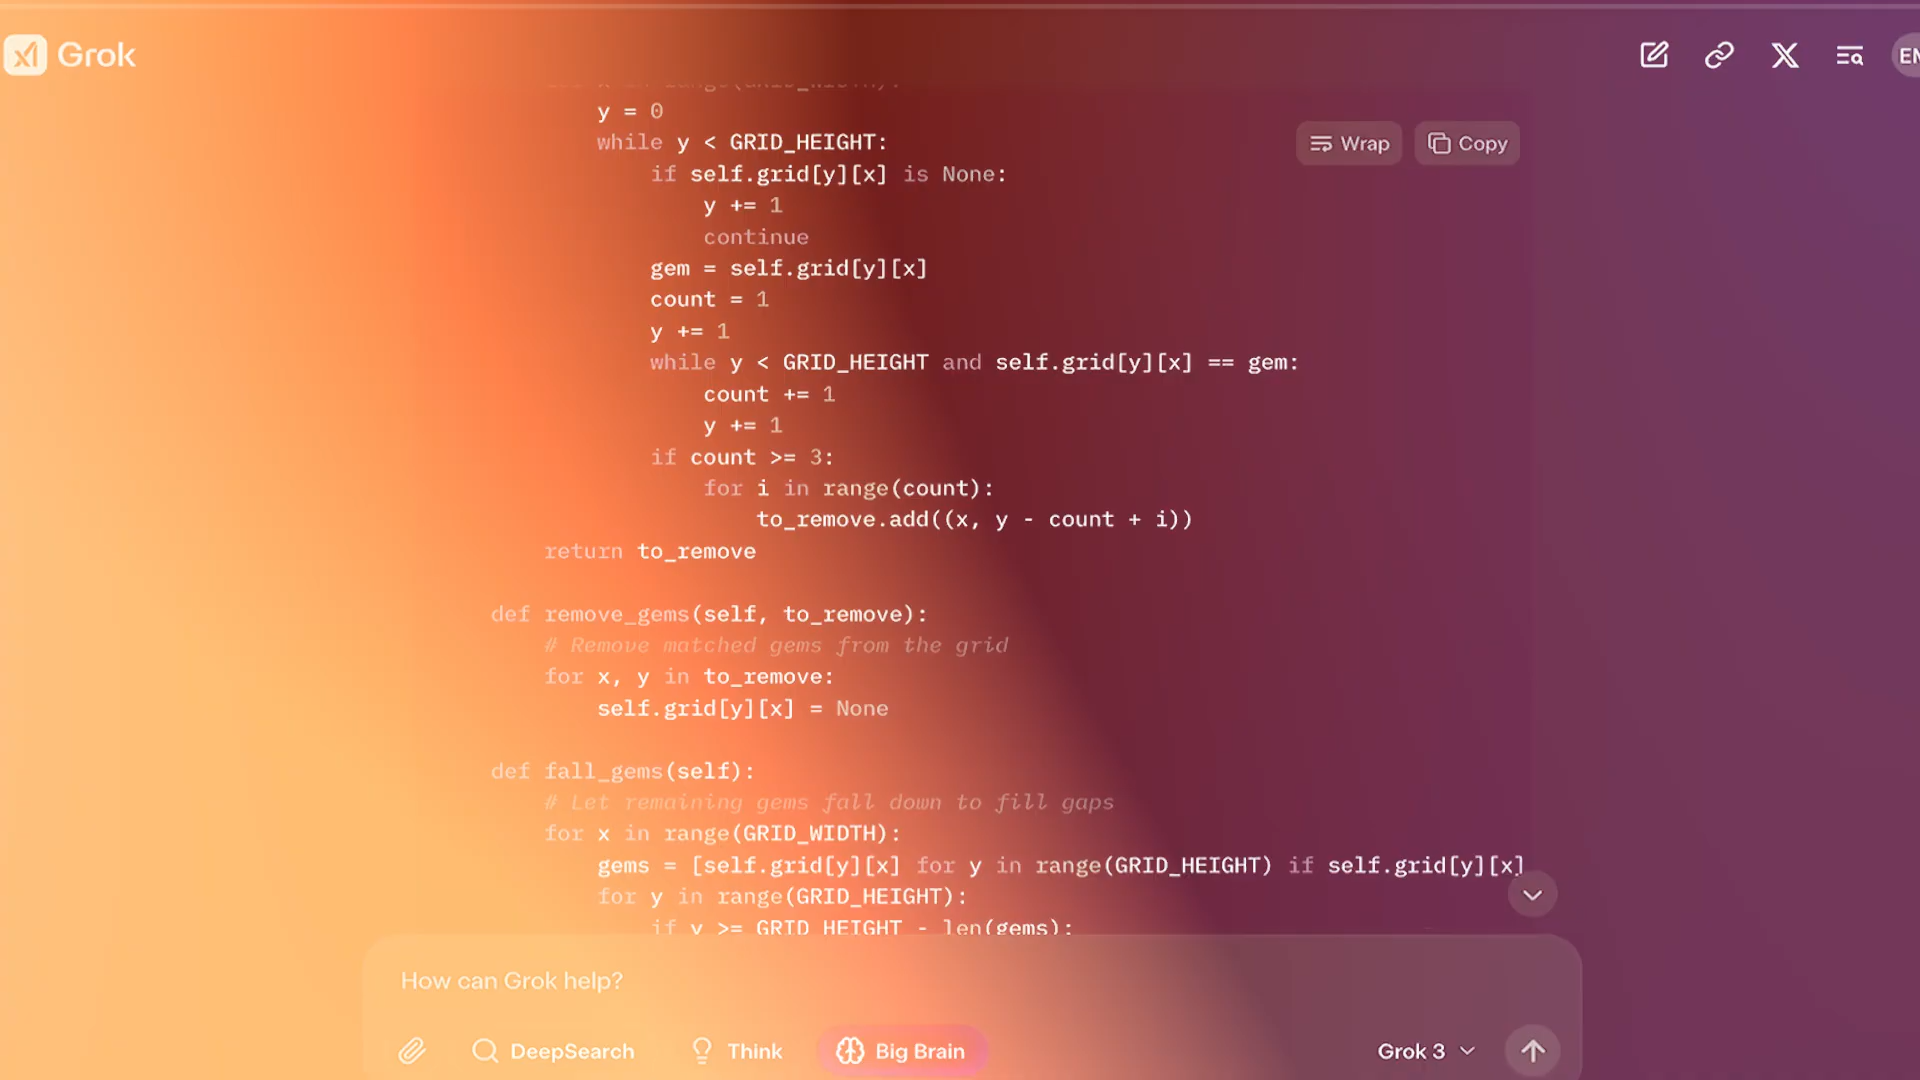 Grok
EN
for x in range(GRID_WIDTH):
y = 0
Wrap
Copy
while y < GRID_HEIGHT:
if self.grid[y][x] is None:
y += 1
continue
gem = self.grid[y][x]
count = 1
y += 1
while y < GRID_HEIGHT and self.grid[y][x] == gem:
count += 1
y += 1
if count >= 3:
for i in range(count):
to_remove.add((x, y - count + i))
return to_remove
def remove_gems(self, to_remove):
# Remove matched gems from the grid
for x, y in to_remove:
self.grid[y][x] = None
def fall_gems(self):
# Let remaining gems fall down to fill gaps
for x in range(GRID_WIDTH):
gems = [self.grid[y][x] for y in range(GRID_HEIGHT) if self.grid[y][x]
for y in range(GRID_HEIGHT):
if y >= GRID_HEIGHT - len(gems):
How can Grok help?
DeepSearch
Think
Big Brain
Grok 3